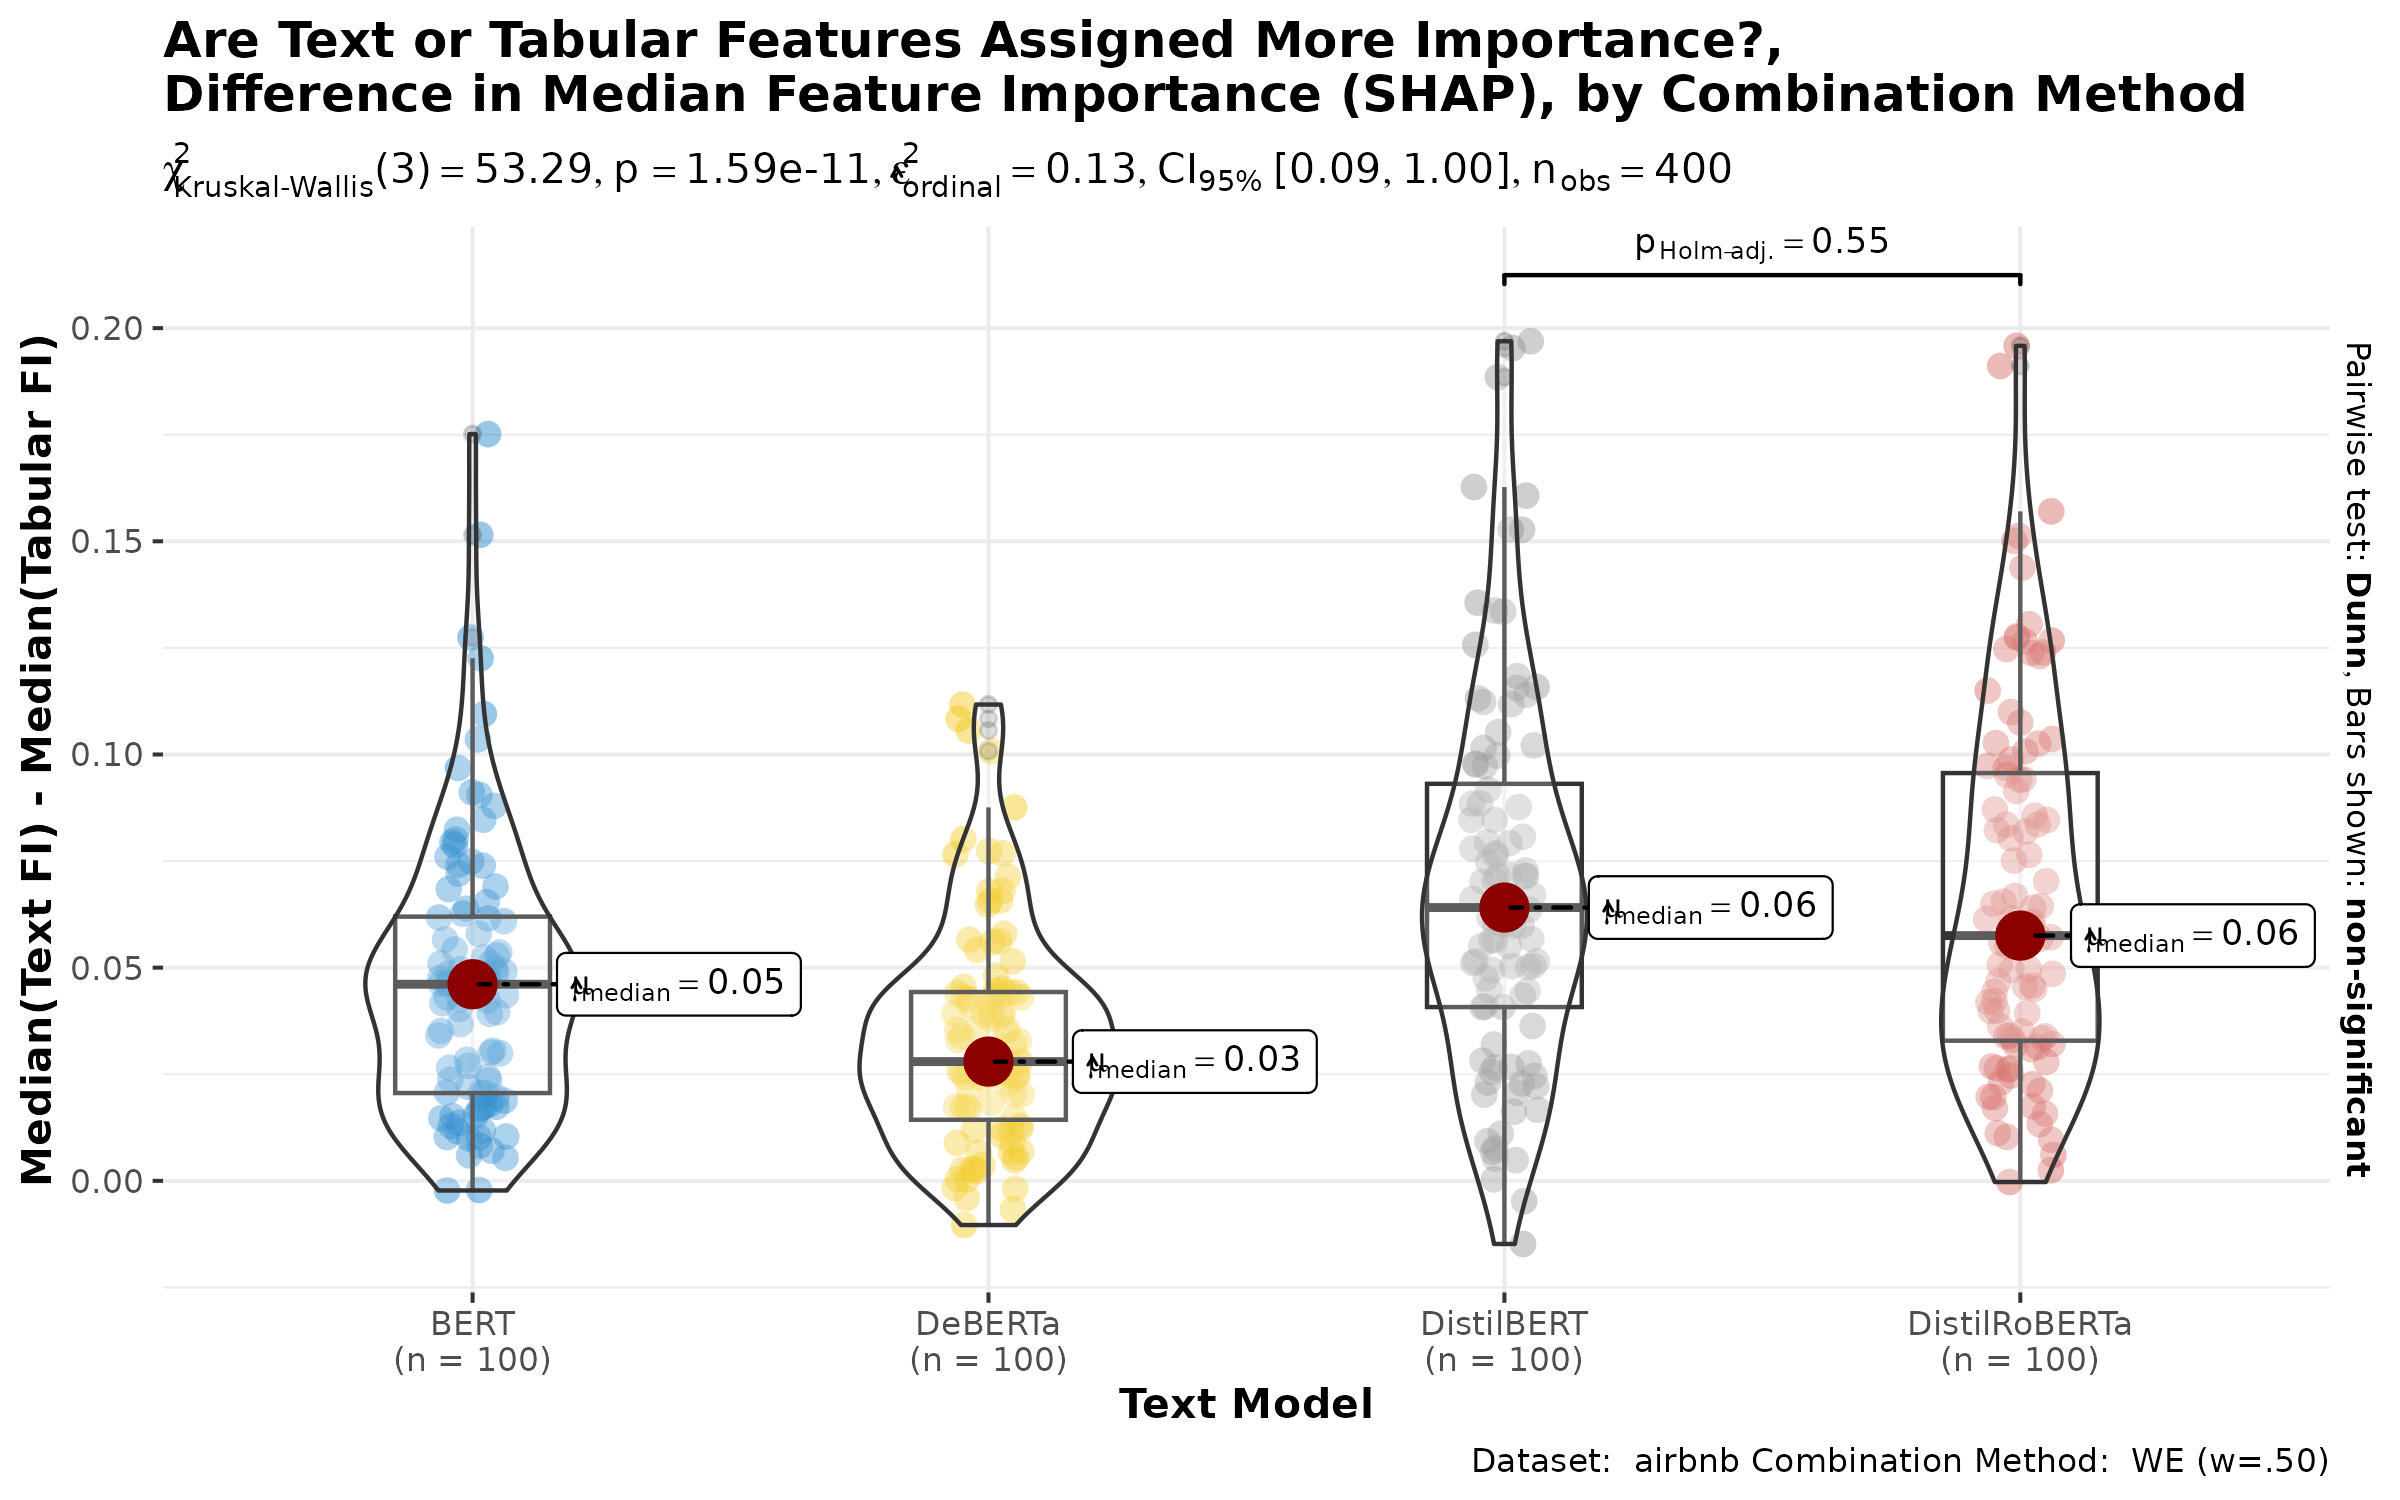 Are Text or Tabular Features Assigned More Importance?,
Difference in Median Feature Importance (SHAP), by Combination Method
χ²Kruskal-Wallis(3) = 53.29, p = 1.59e-11, ε̂²ordinal = 0.13, CI95% [0.09, 1.00], nobs = 400
pHolm-adj. = 0.55
Median(Text FI) - Median(Tabular FI)
0.20
0.15
0.10
0.05
0.00
μ̂median = 0.05
μ̂median = 0.03
μ̂median = 0.06
μ̂median = 0.06
Pairwise test: Dunn, Bars shown: non-significant
BERT
(n = 100)
DeBERTa
(n = 100)
DistilBERT
(n = 100)
DistilRoBERTa
(n = 100)
Text Model
Dataset:  airbnb Combination Method:  WE (w=.50)